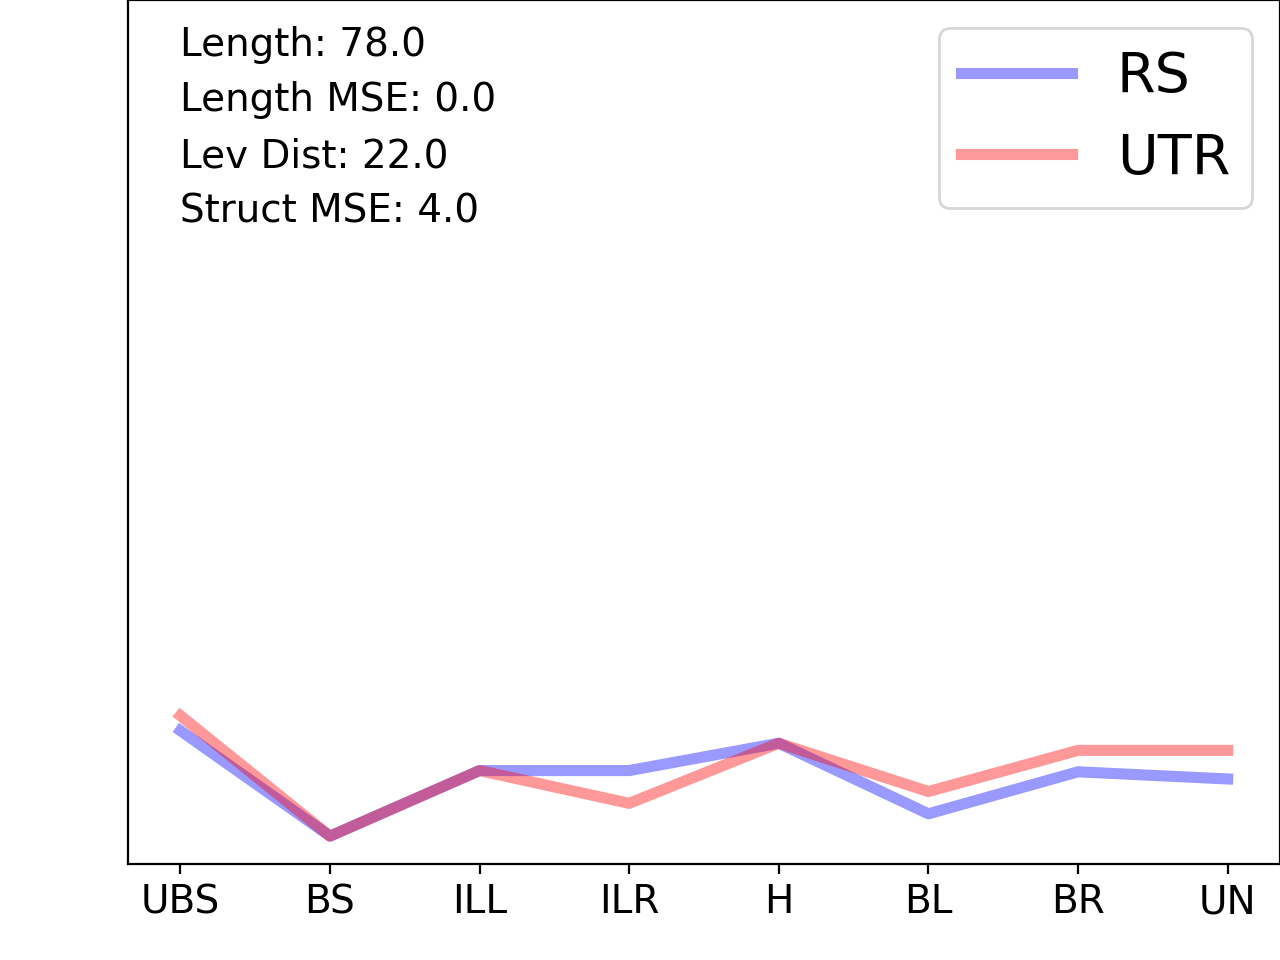 Length: 78.0
Length MSE: 0.0
Lev Dist: 22.0
Struct MSE: 4.0
RS
UTR
UBS BS ILL ILR H BL BR UN